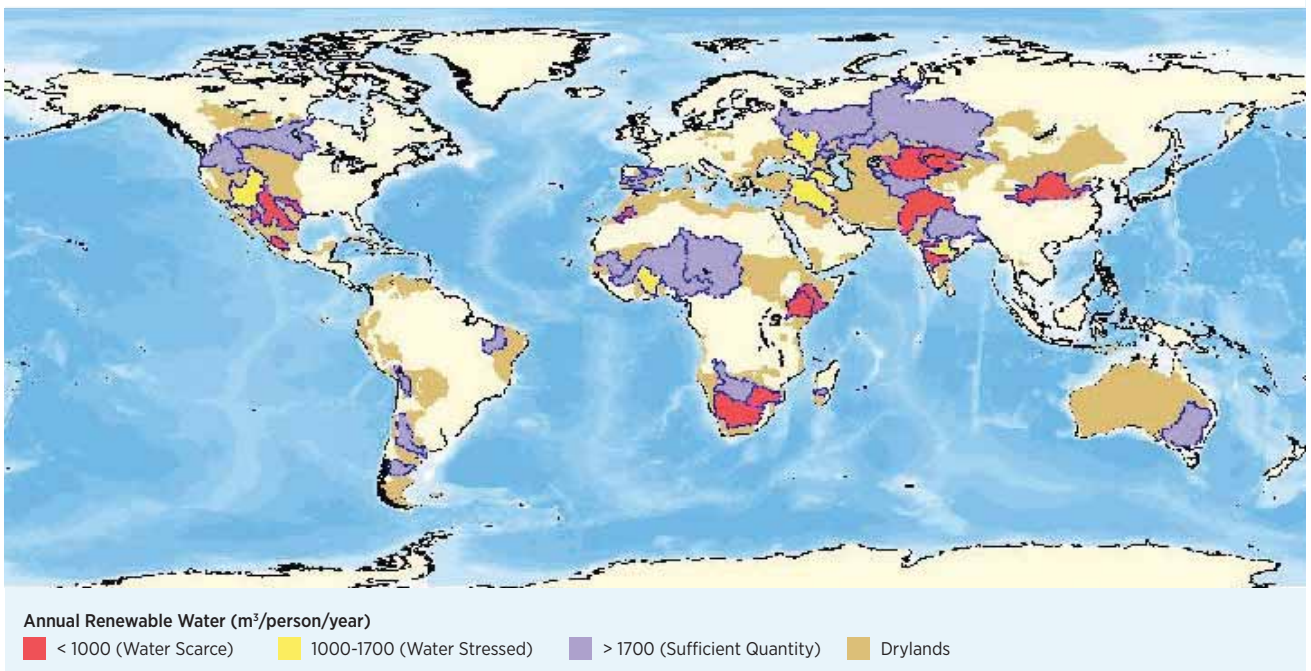 Annual Renewable Water (m³/person/year)
< 1000 (Water Scarce) 1000-1700 (Water Stressed) > 1700 (Sufficient Quantity) Drylands